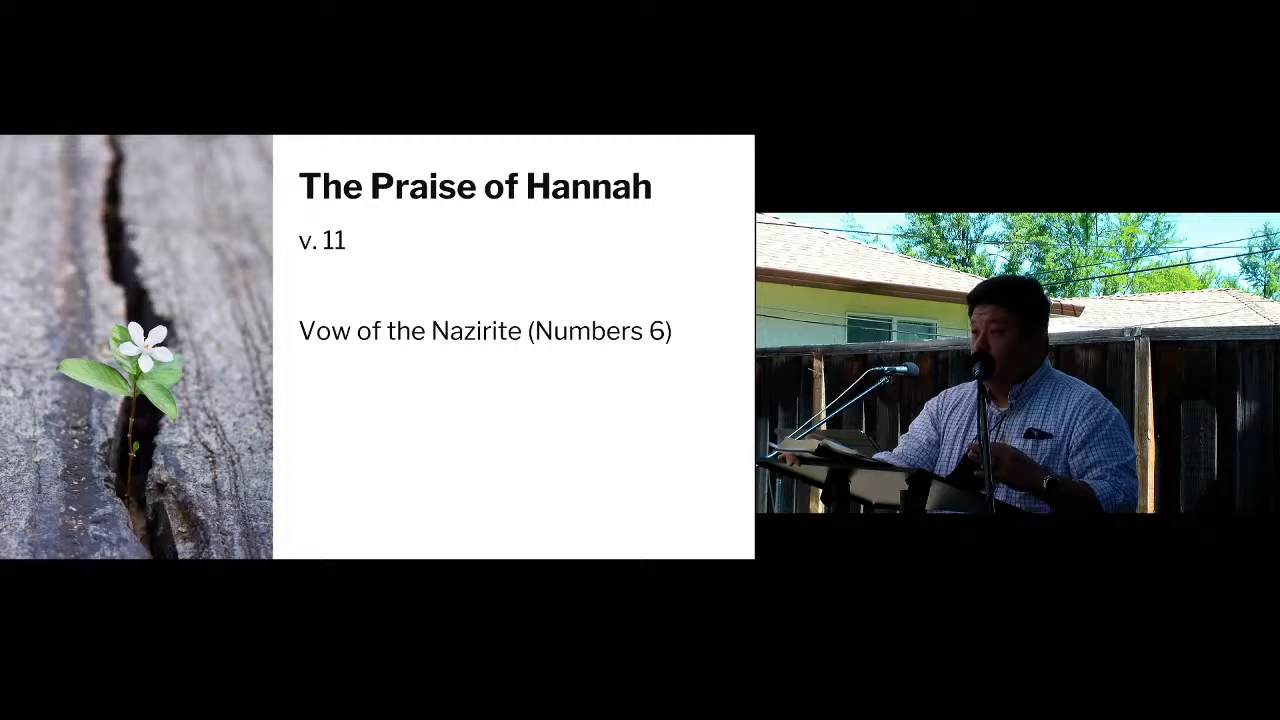 The Praise of Hannah
v. 11
Vow of the Nazirite (Numbers 6)